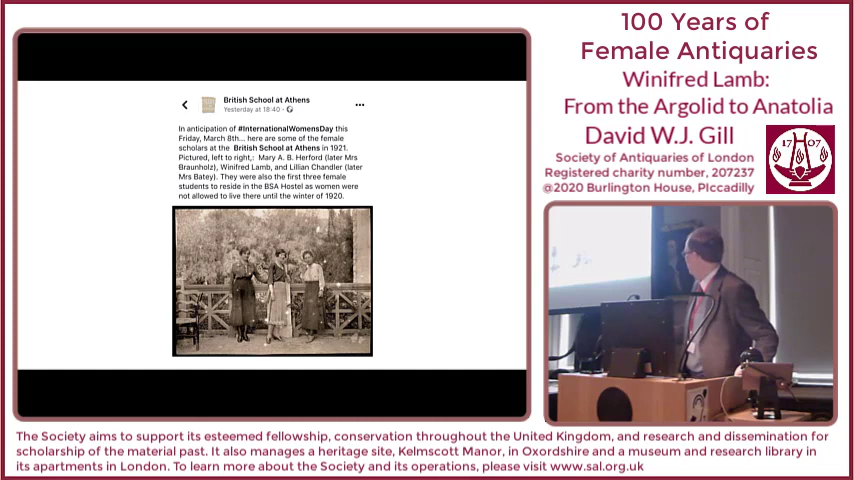 British School at Athens
Yesterday at 18:40 ·
In anticipation of #InternationalWomensDay this
Friday, March 8th... here are some of the female
scholars at the British School at Athens in 1921.
Pictured, left to right,: Mary A. B. Herford (later Mrs
Braunholz), Winifred Lamb, and Lillian Chandler (later
Mrs Batey). They were also the first three female
students to reside in the BSA Hostel as women were
not allowed to live there until the winter of 1920.
100 Years of
Female Antiquaries
Winifred Lamb:
From the Argolid to Anatolia
David W.J. Gill
Society of Antiquaries of London
Registered charity number, 207237
@2020 Burlington House, PIccadilly
17 07
The Society aims to support its esteemed fellowship, conservation throughout the United Kingdom, and research and dissemination for
scholarship of the material past. It also manages a heritage site, Kelmscott Manor, in Oxordshire and a museum and research library in
its apartments in London. To learn more about the Society and its operations, please visit www.sal.org.uk